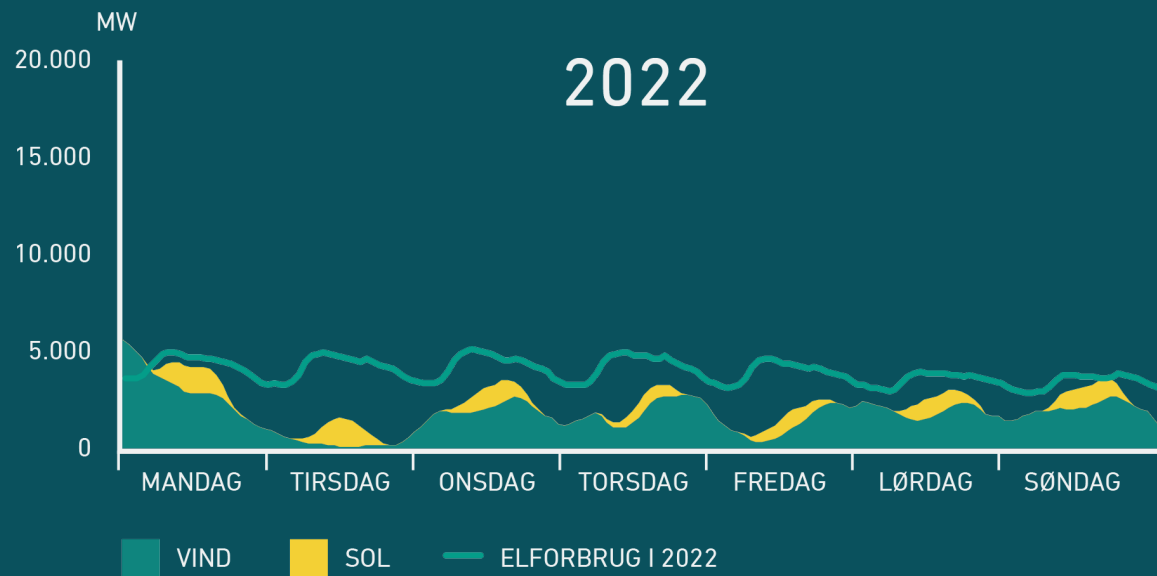 MW
2022
20.000
15.000
10.000
5.000
0
MANDAG TIRSDAG ONSDAG TORSDAG FREDAG LØRDAG SØNDAG
VIND SOL ELFORBRUG I 2022